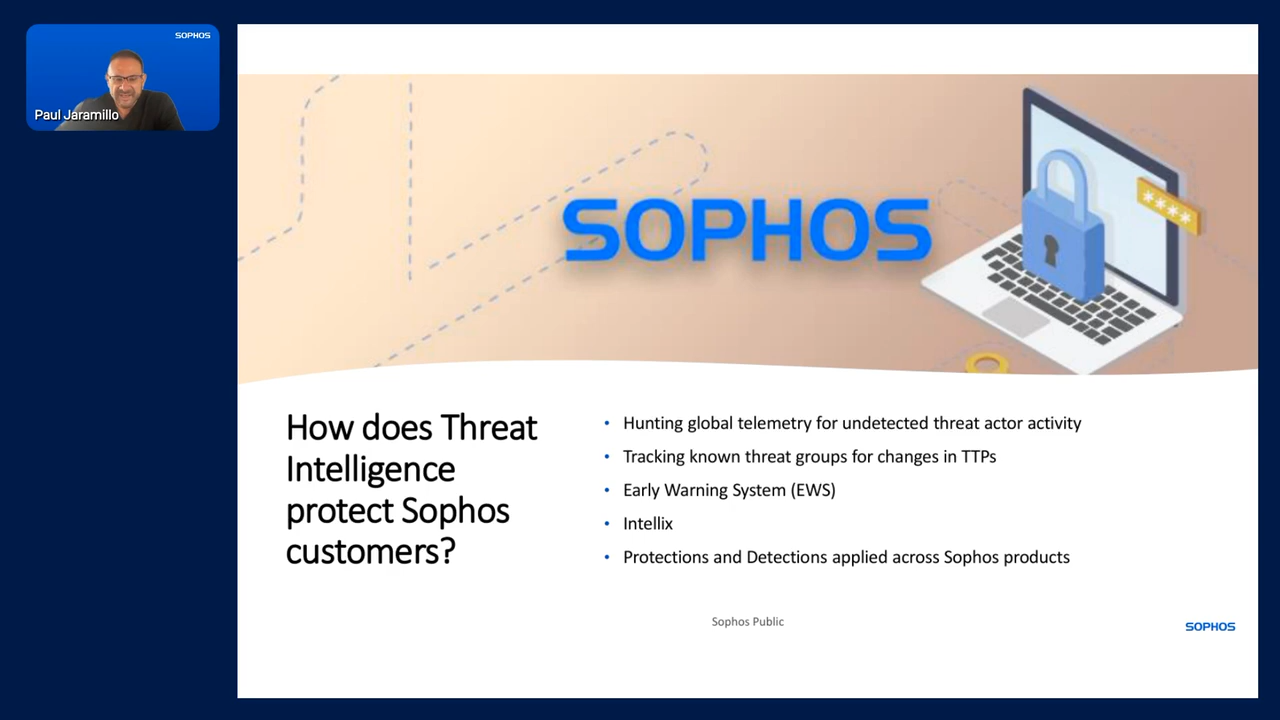 SOPHOS
Paul Jaramillo
SOPHOS
****
How does Threat
Intelligence
protect Sophos
customers?
• Hunting global telemetry for undetected threat actor activity
• Tracking known threat groups for changes in TTPs
• Early Warning System (EWS)
• Intellix
• Protections and Detections applied across Sophos products
Sophos Public
SOPHOS